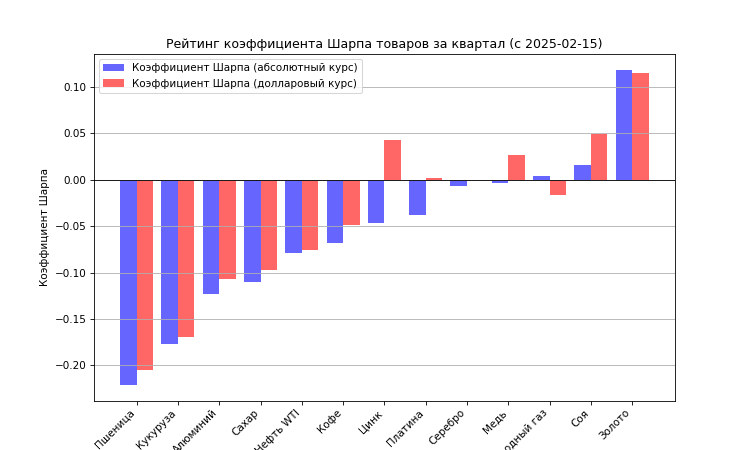 Рейтинг коэффициента Шарпа товаров за квартал (с 2025-02-15)
Коэффициент Шарпа (абсолютный курс)
Коэффициент Шарпа (долларовый курс)
Коэффициент Шарпа
0.10
0.05
0.00
−0.05
−0.10
−0.15
−0.20
Пшеница
Кукуруза
Алюминий
Сахар
Нефть WTI
Кофе
Цинк
Платина
Серебро
Медь
одный газ
Соя
Золото